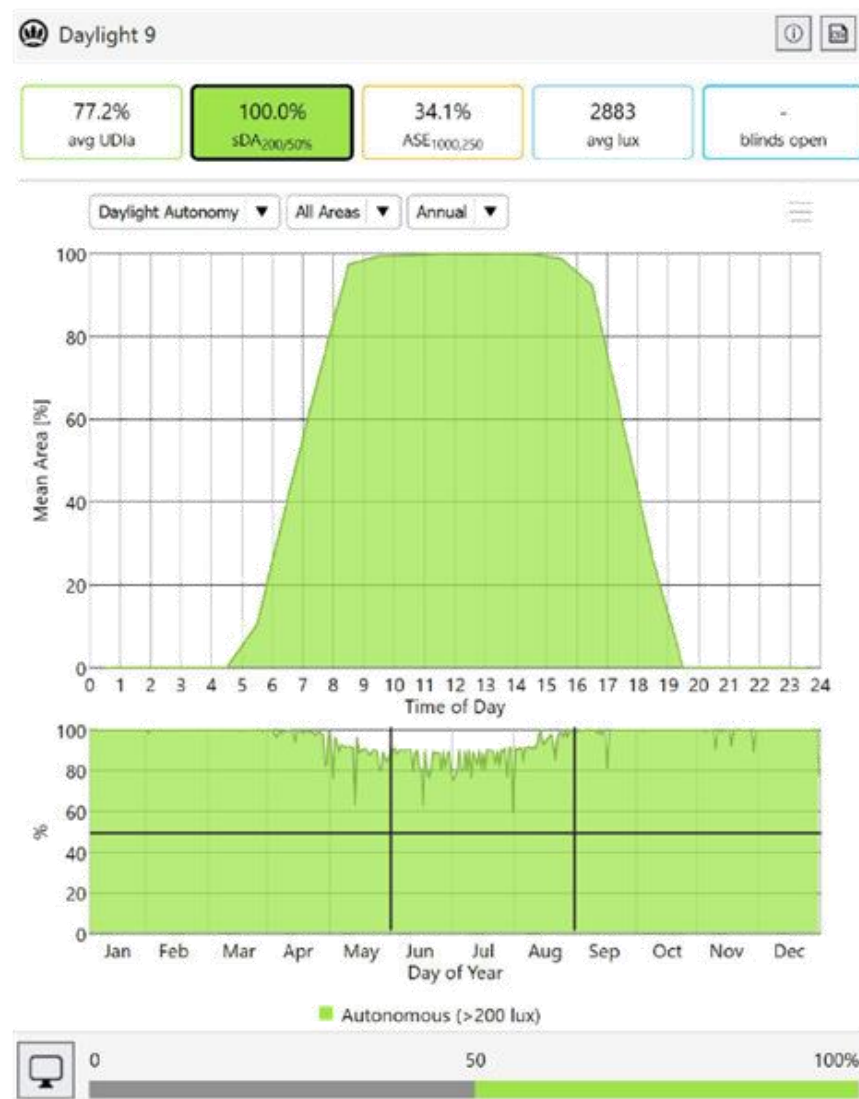 Daylight 9
77.2% 100.0% 34.1% 2883 -
avg UDIa sDA200/50% ASE1000,250 avg lux blinds open
Daylight Autonomy ▼ All Areas ▼ Annual ▼
100
80
60
40
20
0
Mean Area [%]
0 1 2 3 4 5 6 7 8 9 10 11 12 13 14 15 16 17 18 19 20 21 22 23 24
Time of Day
100
80
60
40
20
0
%
Jan Feb Mar Apr May Jun Jul Aug Sep Oct Nov Dec
Day of Year
Autonomous (>200 lux)
0 50 100%